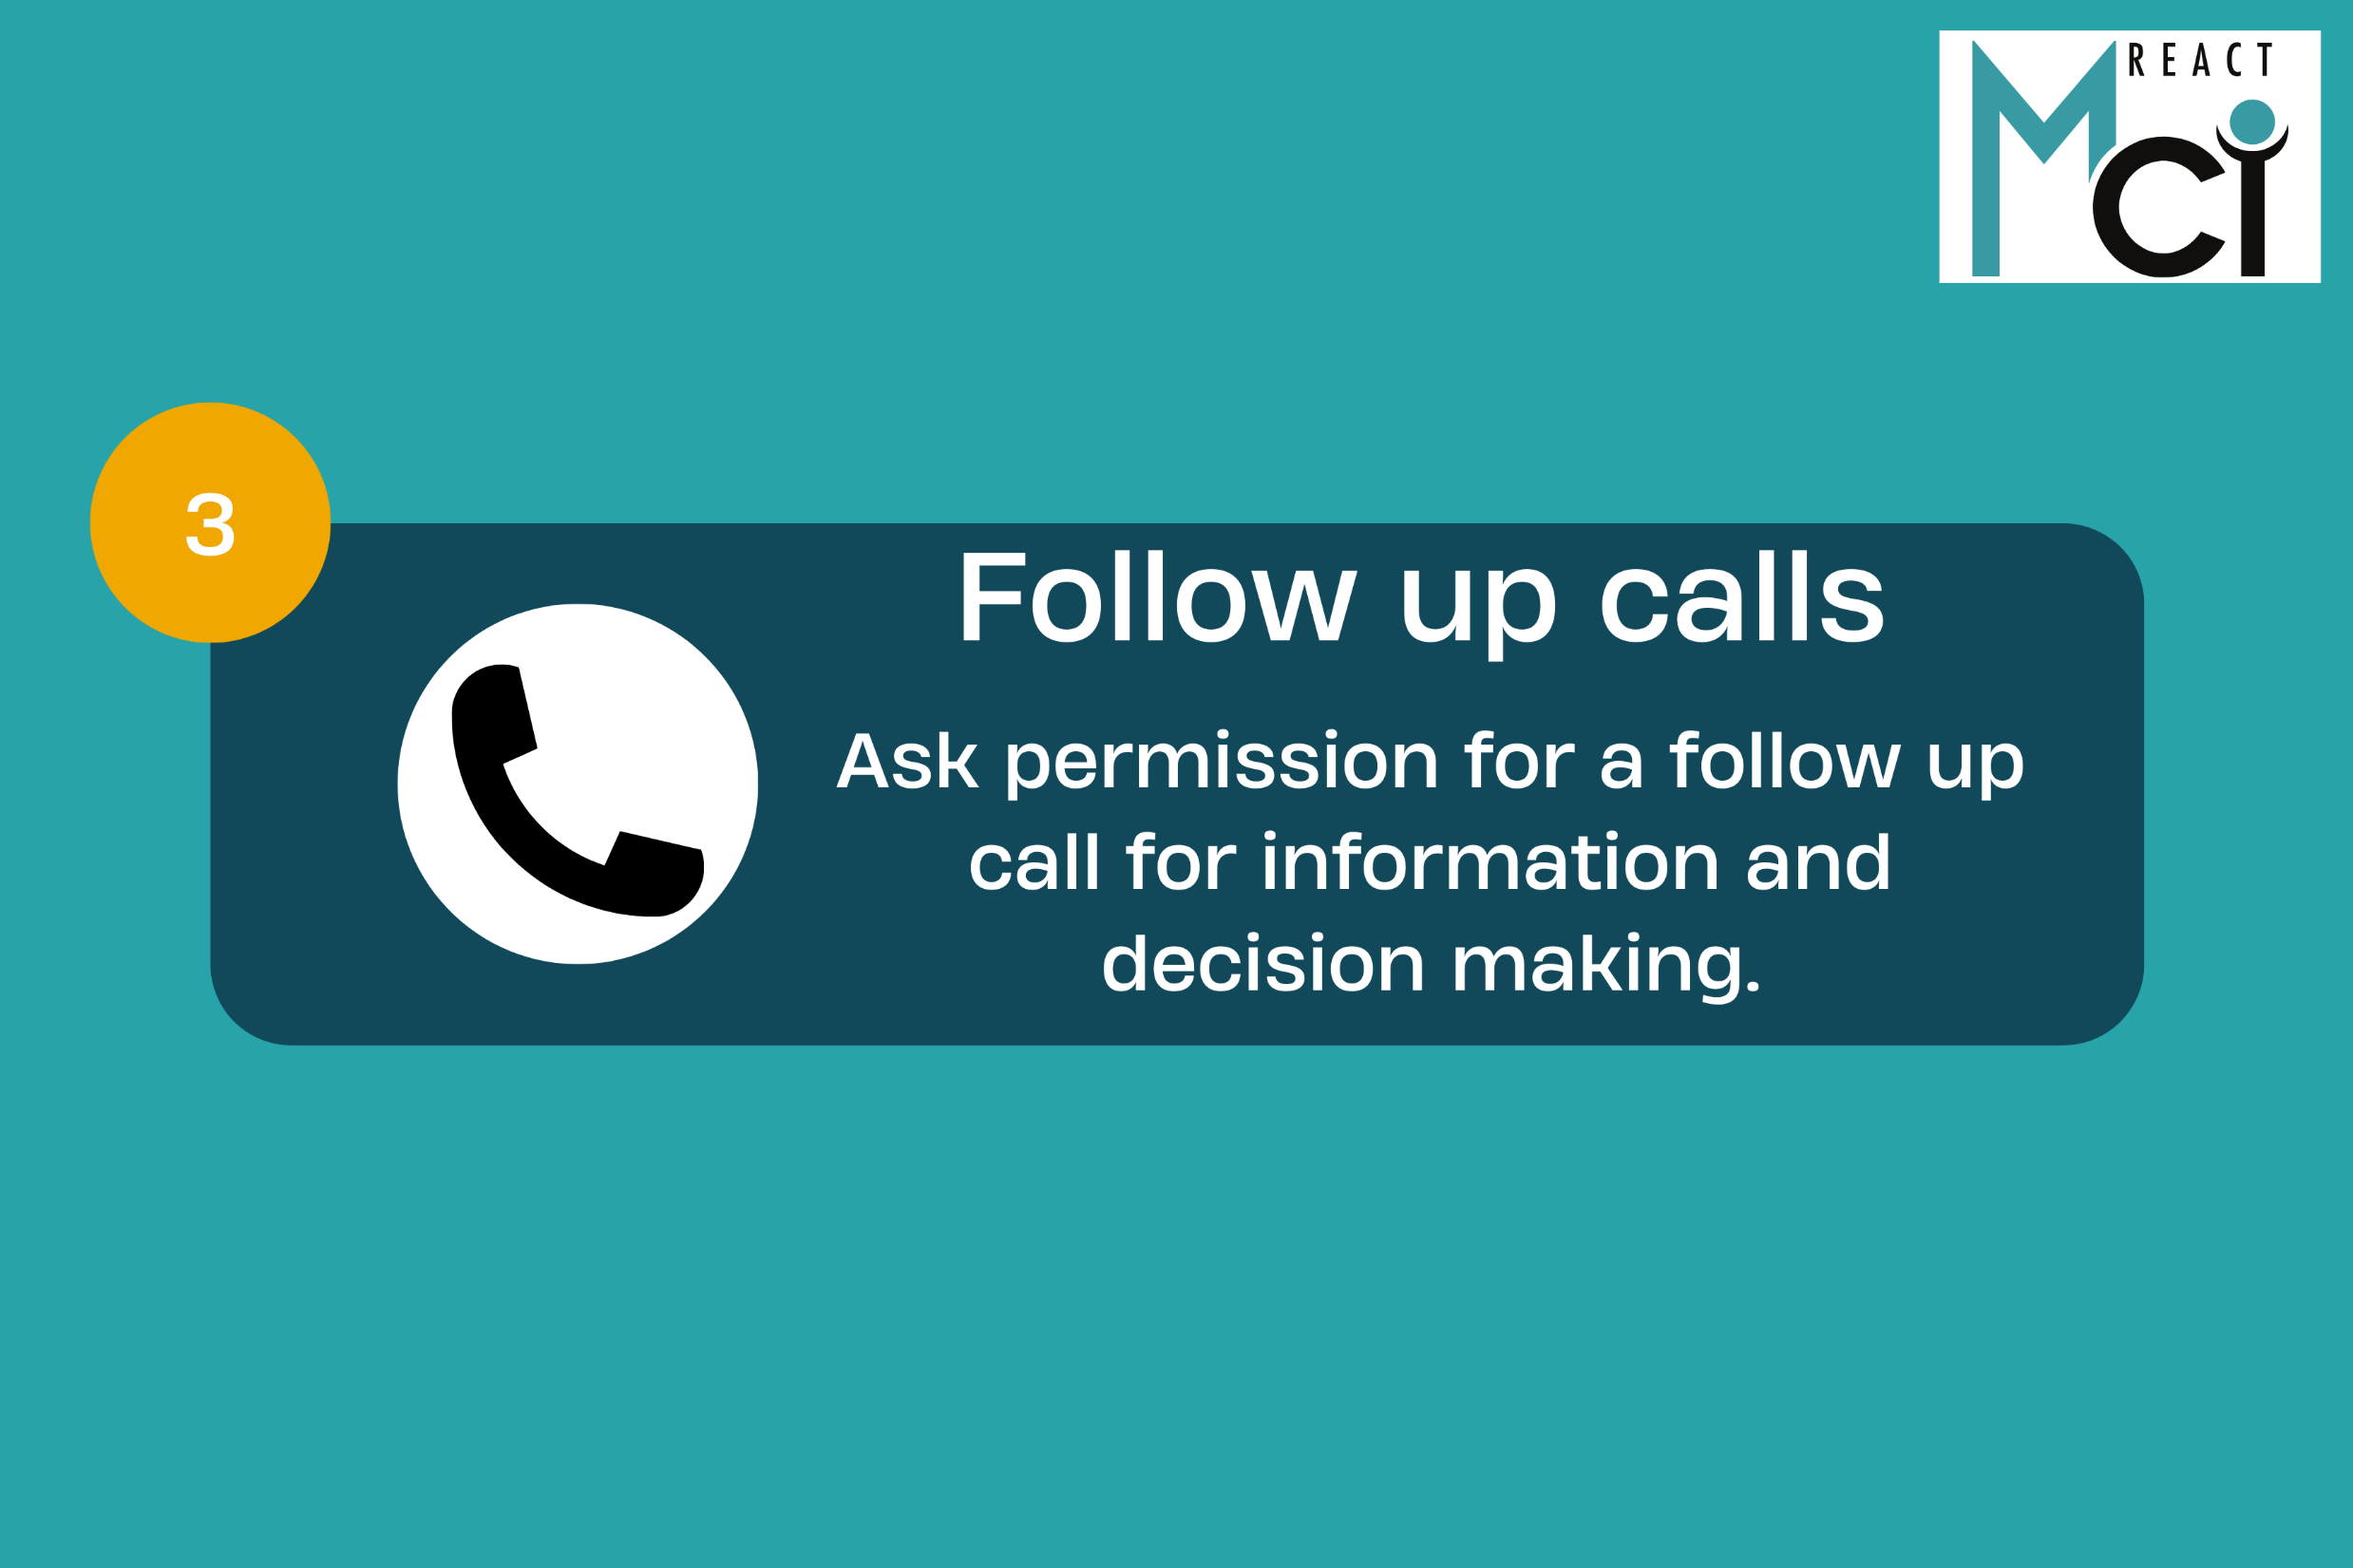 REACT
MCi
3
Follow up calls
Ask permission for a follow up
call for information and
decision making.